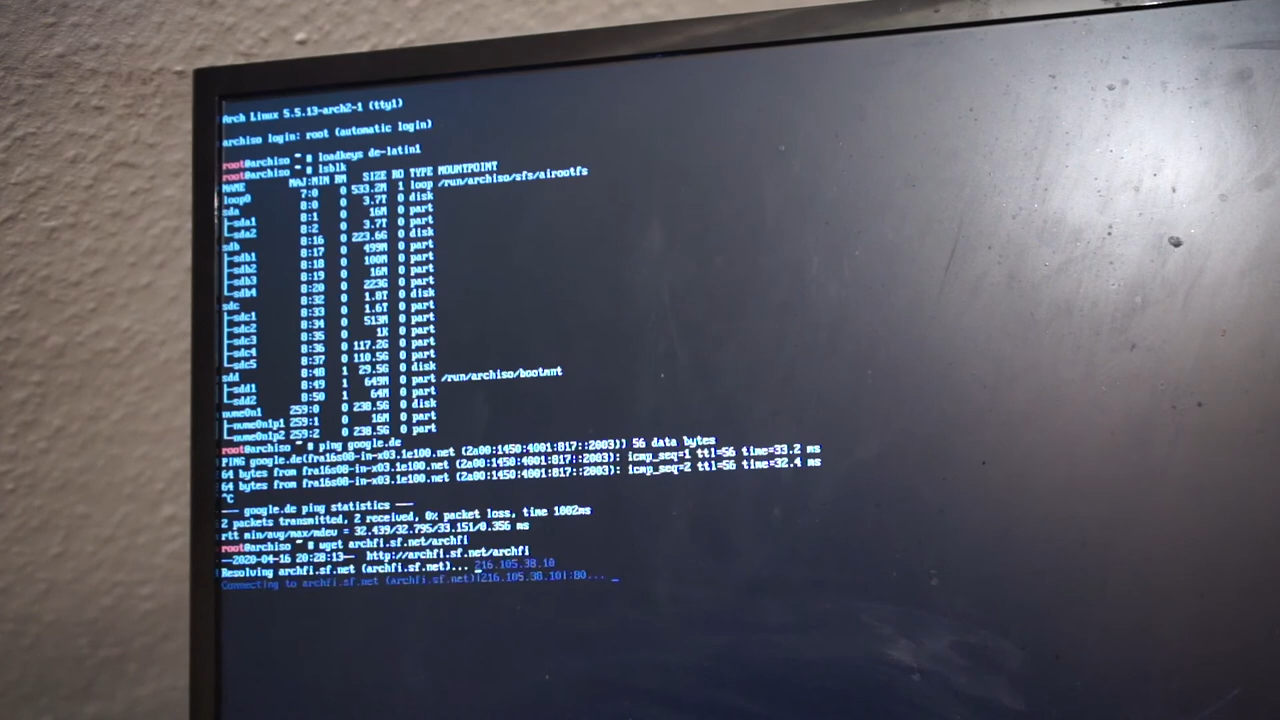 Arch Linux 5.5.13-arch2-1 (tty1)
archiso login: root (automatic login)
root@archiso ~ # loadkeys de-latin1
root@archiso ~ # lsblk
NAME MAJ:MIN RM SIZE RO TYPE MOUNTPOINT
loop0 7:0 0 533.2M 1 loop /run/archiso/sfs/airootfs
sda 8:0 0 3.7T 0 disk
├─sda1 8:1 0 16M 0 part
└─sda2 8:2 0 3.7T 0 part
sdb 8:16 0 223.6G 0 disk
├─sdb1 8:17 0 499M 0 part
├─sdb2 8:18 0 100M 0 part
├─sdb3 8:19 0 16M 0 part
└─sdb4 8:20 0 223G 0 part
sdc 8:32 0 1.8T 0 disk
├─sdc1 8:33 0 1.6T 0 part
├─sdc2 8:34 0 513M 0 part
├─sdc3 8:35 0 1K 0 part
├─sdc4 8:36 0 117.2G 0 part
└─sdc5 8:37 0 110.5G 0 part
sdd 8:48 1 29.5G 0 disk
├─sdd1 8:49 1 649M 0 part /run/archiso/bootmnt
└─sdd2 8:50 1 64M 0 part
nvme0n1 259:0 0 238.5G 0 disk
├─nvme0n1p1 259:1 0 16M 0 part
└─nvme0n1p2 259:2 0 238.5G 0 part
root@archiso ~ # ping google.de
PING google.de(fra16s08-in-x03.1e100.net (2a00:1450:4001:817::2003)) 56 data bytes
64 bytes from fra16s08-in-x03.1e100.net (2a00:1450:4001:817::2003): icmp_seq=1 ttl=56 time=33.2 ms
64 bytes from fra16s08-in-x03.1e100.net (2a00:1450:4001:817::2003): icmp_seq=2 ttl=56 time=32.4 ms
^C
--- google.de ping statistics ---
2 packets transmitted, 2 received, 0% packet loss, time 1002ms
rtt min/avg/max/mdev = 32.439/32.795/33.151/0.356 ms
root@archiso ~ # wget archfi.sf.net/archfi
--2020-04-16 20:28:13-- http://archfi.sf.net/archfi
Resolving archfi.sf.net (archfi.sf.net)... 216.105.38.10
Connecting to archfi.sf.net (archfi.sf.net)|216.105.38.10|:80... _